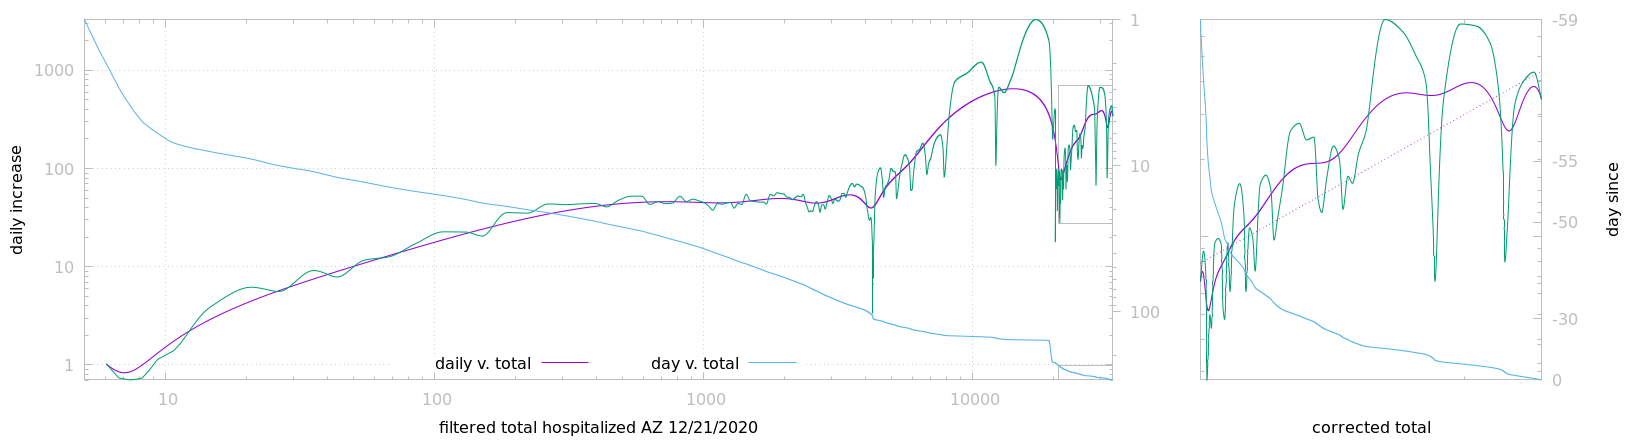 daily increase
1000
100
10
1
daily v. total
day v. total
10
100
1000
10000
filtered total hospitalized AZ 12/21/2020
1
10
100
corrected total
-59
-55
-50
-30
0
day since